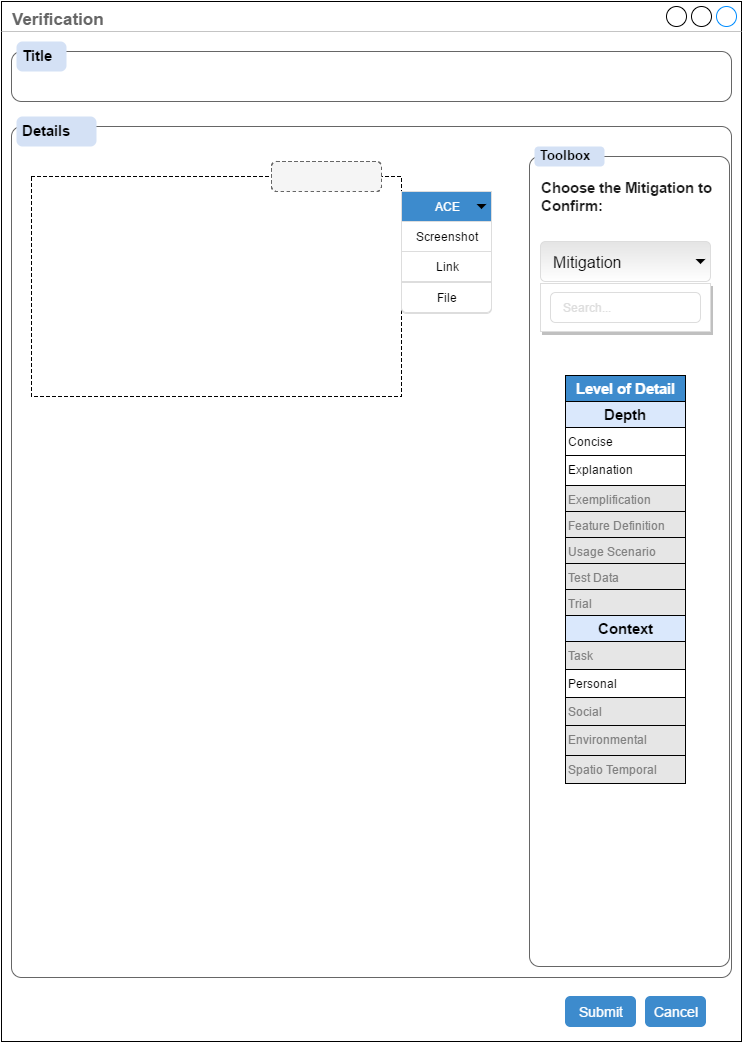 Verification
Title
Details
ACE
Screenshot
Link
File
Toolbox
Choose the Mitigation to
Confirm:
Mitigation
Search...
Level of Detail
Depth
Concise
Explanation
Exemplification
Feature Definition
Usage Scenario
Test Data
Trial
Context
Task
Personal
Social
Environmental
Spatio Temporal
Submit
Cancel